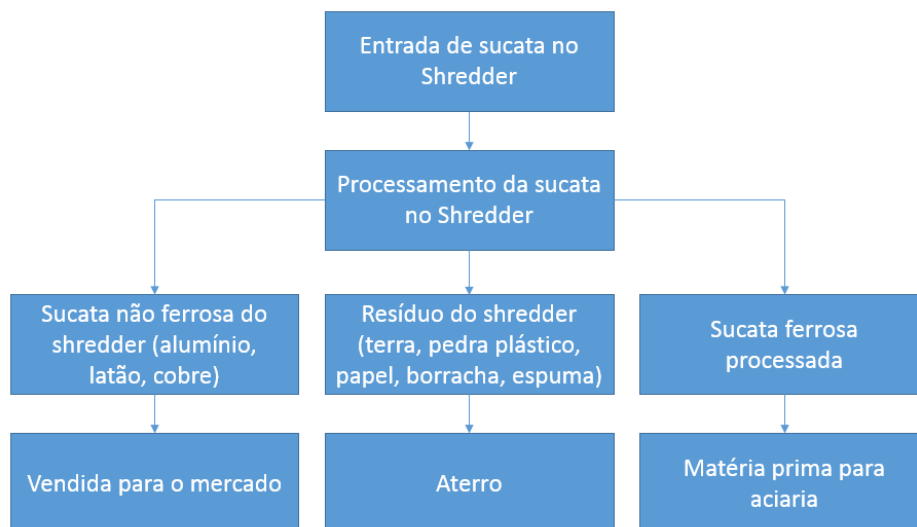 Entrada de sucata no
Shredder
Processamento da sucata
no Shredder
Sucata não ferrosa do
shredder (alumínio,
latão, cobre)
Resíduo do shredder
(terra, pedra plástico,
papel, borracha, espuma)
Sucata ferrosa
processada
Vendida para o mercado
Aterro
Matéria prima para
aciaria